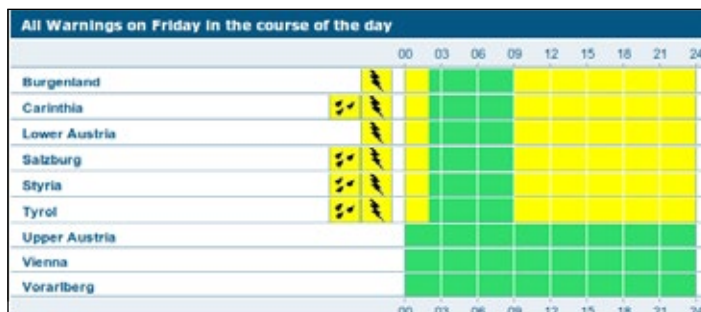 All Warnings on Friday in the course of the day
00 03 06 09 12 15 18 21 24
Burgenland
Carinthia
Lower Austria
Salzburg
Styria
Tyrol
Upper Austria
Vienna
Vorarlberg
00 03 06 09 12 15 18 21 24